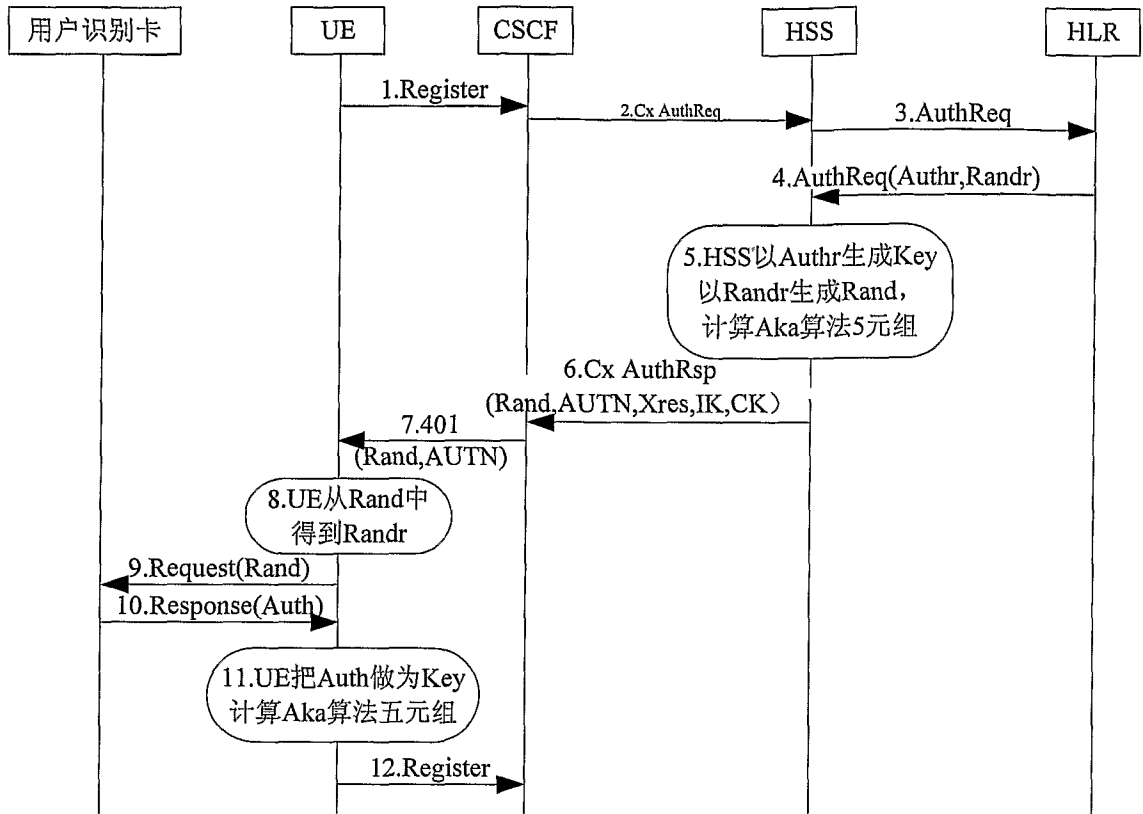 用户识别卡
UE
CSCF
HSS
HLR
1.Register
2.Cx AuthReq
3.AuthReq
4.AuthReq(Authr,Randr)
5.HSS以Authr生成Key
以Randr生成Rand，
计算Aka算法5元组
6.Cx AuthRsp
(Rand,AUTN,Xres,IK,CK）
7.401
(Rand,AUTN)
8.UE从Rand中
得到Randr
9.Request(Rand)
10.Response(Auth)
11.UE把Auth做为Key
计算Aka算法五元组
12.Register